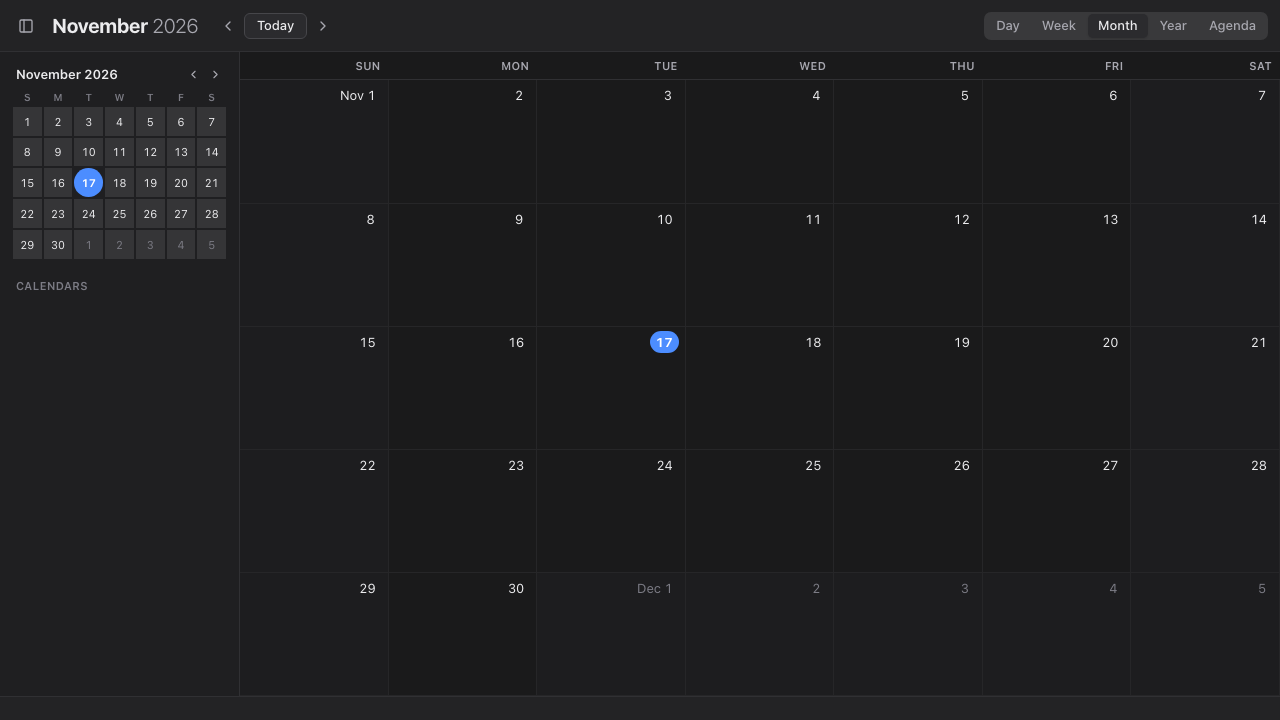 November 2026
Today
Day Week Month Year Agenda
November 2026
S M T W T F S
1 2 3 4 5 6 7
8 9 10 11 12 13 14
15 16 17 18 19 20 21
22 23 24 25 26 27 28
29 30 1 2 3 4 5
CALENDARS
SUN MON TUE WED THU FRI SAT
Nov 1 2 3 4 5 6 7
8 9 10 11 12 13 14
15 16 17 18 19 20 21
22 23 24 25 26 27 28
29 30 Dec 1 2 3 4 5